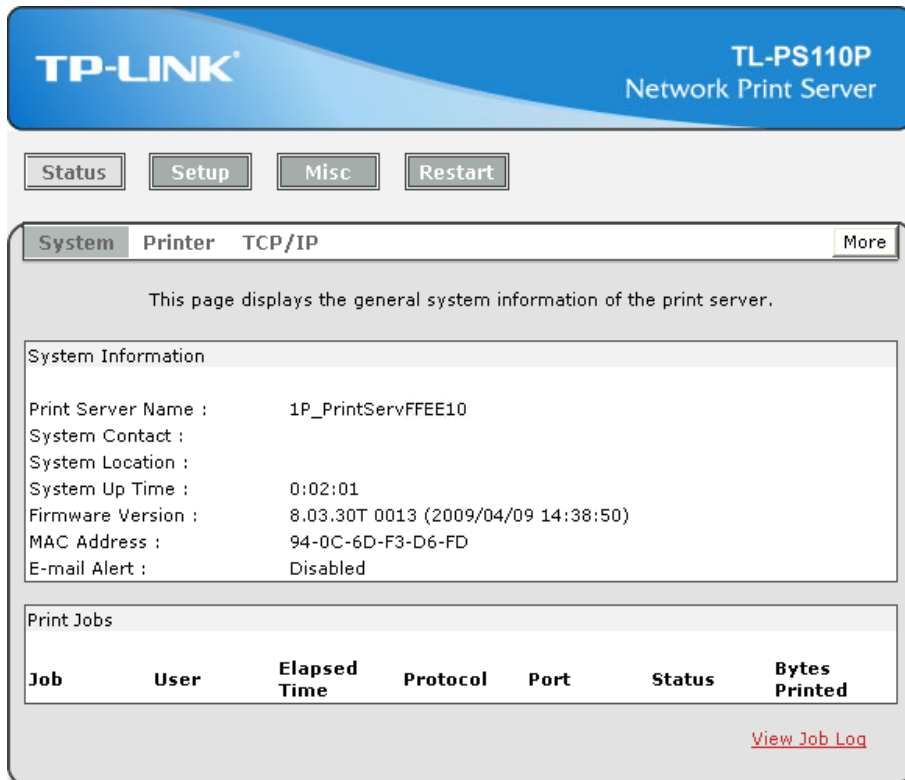 TP-LINK
TL-PS110P
Network Print Server
Status Setup Misc Restart
System Printer TCP/IP More
This page displays the general system information of the print server.
System Information
Print Server Name : 1P_PrintServFFEE10
System Contact :
System Location :
System Up Time : 0:02:01
Firmware Version : 8.03.30T 0013 (2009/04/09 14:38:50)
MAC Address : 94-0C-6D-F3-D6-FD
E-mail Alert : Disabled
Print Jobs
Job User Elapsed Time Protocol Port Status Bytes Printed
View Job Log